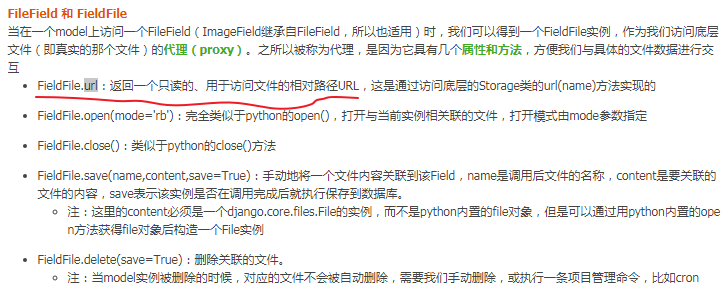 FileField 和 FieldFile
当在一个model上访问一个FileField（ImageField继承自FileField，所以也适用）时，我们可以得到一个FieldFile实例，作为我们访问底层
文件（即真实的那个文件）的代理（proxy）。之所以被称为代理，是因为它具有几个属性和方法，方便我们与具体的文件数据进行交
互
• FieldFile.url：返回一个只读的、用于访问文件的相对路径URL，这是通过访问底层的Storage类的url(name)方法实现的
• FieldFile.open(mode='rb')：完全类似于python的open()，打开与当前实例相关联的文件，打开模式由mode参数指定
• FieldFile.close()：类似于python的close()方法
• FieldFile.save(name,content,save=True)：手动地将一个文件内容关联到该Field，name是调用后文件的名称，content是要关联的
文件的内容，save表示该实例是否在调用完成后就执行保存到数据库。
◦ 注：这里的content必须是一个django.core.files.File的实例，而不是python内置的file对象，但是可以通过用python内置的ope
n方法获得file对象后构造一个File实例
• FieldFile.delete(save=True)：删除关联的文件。
◦ 注：当model实例被删除的时候，对应的文件不会被自动删除，需要我们手动删除，或执行一条项目管理命令，比如cron